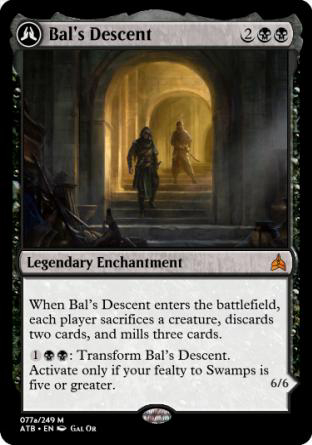 Bal's Descent 2
Legendary Enchantment
When Bal's Descent enters the battlefield,
each player sacrifices a creature, discards
two cards, and mills three cards.
1 : Transform Bal's Descent.
Activate only if your fealty to Swamps is
five or greater.
6/6
077a/249 M
ATB • EN Gal Or